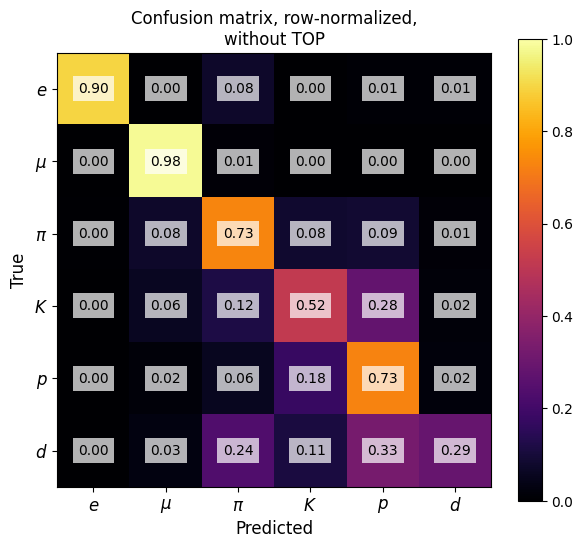 Confusion matrix, row-normalized,
without TOP
True
e 0.90 0.00 0.08 0.00 0.01 0.01
μ 0.00 0.98 0.01 0.00 0.00 0.00
π 0.00 0.08 0.73 0.08 0.09 0.01
K 0.00 0.06 0.12 0.52 0.28 0.02
p 0.00 0.02 0.06 0.18 0.73 0.02
d 0.00 0.03 0.24 0.11 0.33 0.29
e μ π K p d
Predicted
1.0
0.8
0.6
0.4
0.2
0.0